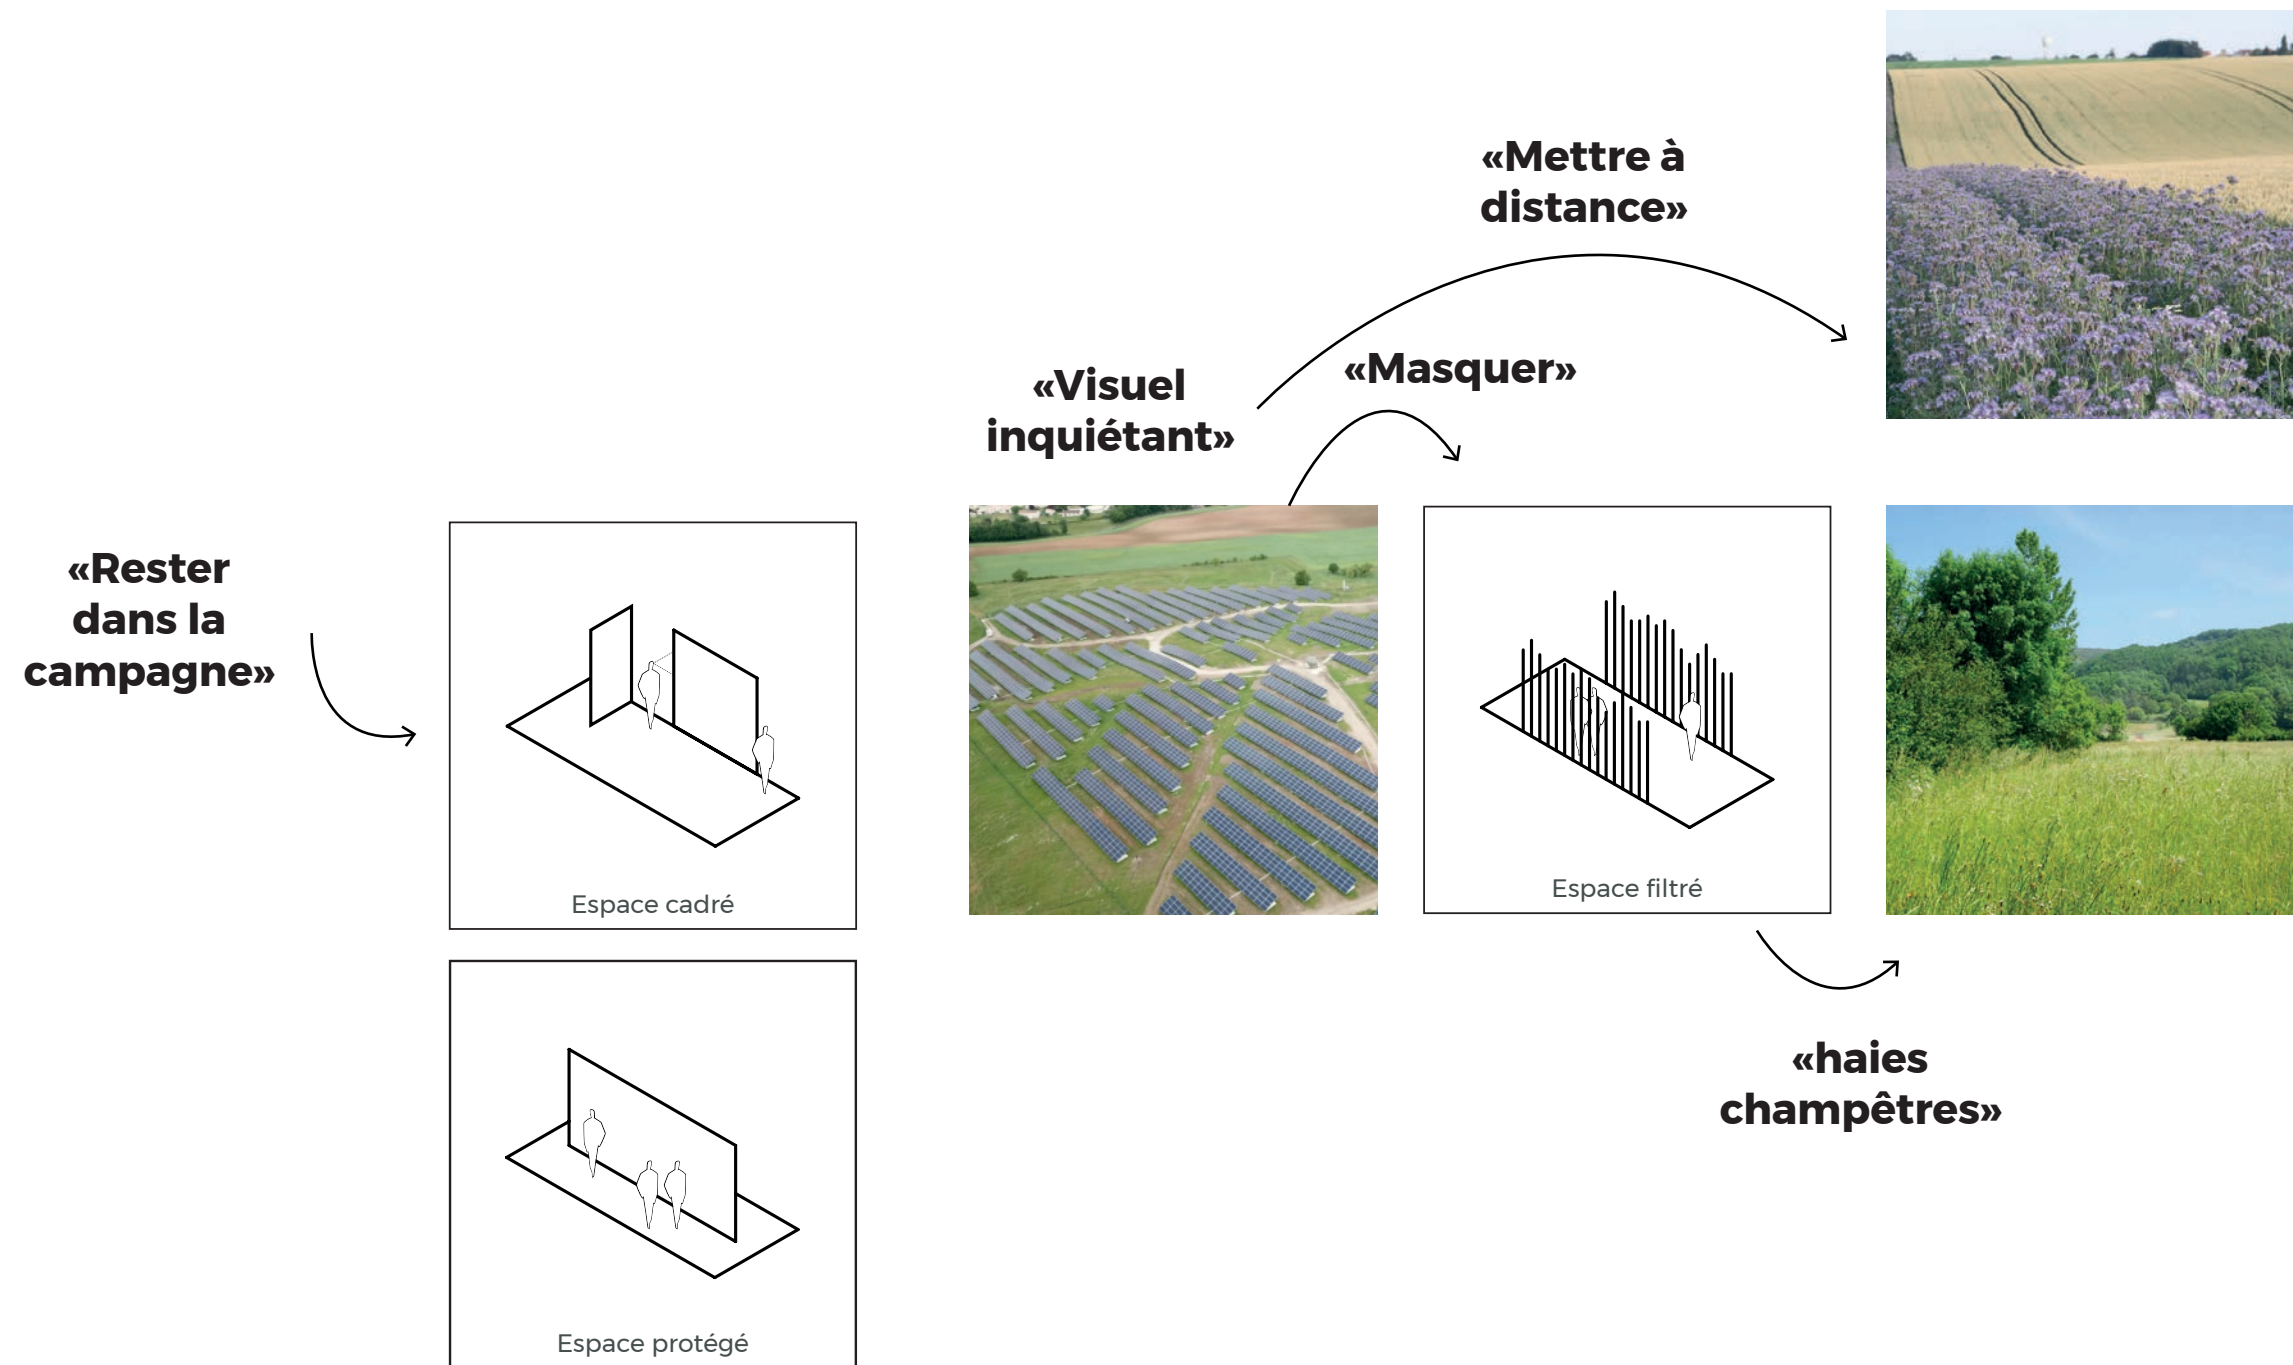 «Mettre à
distance»
«Masquer»
«Visuel
inquiétant»
«Rester
dans la
campagne»
Espace cadré
Espace filtré
«haies
champêtres»
Espace protégé